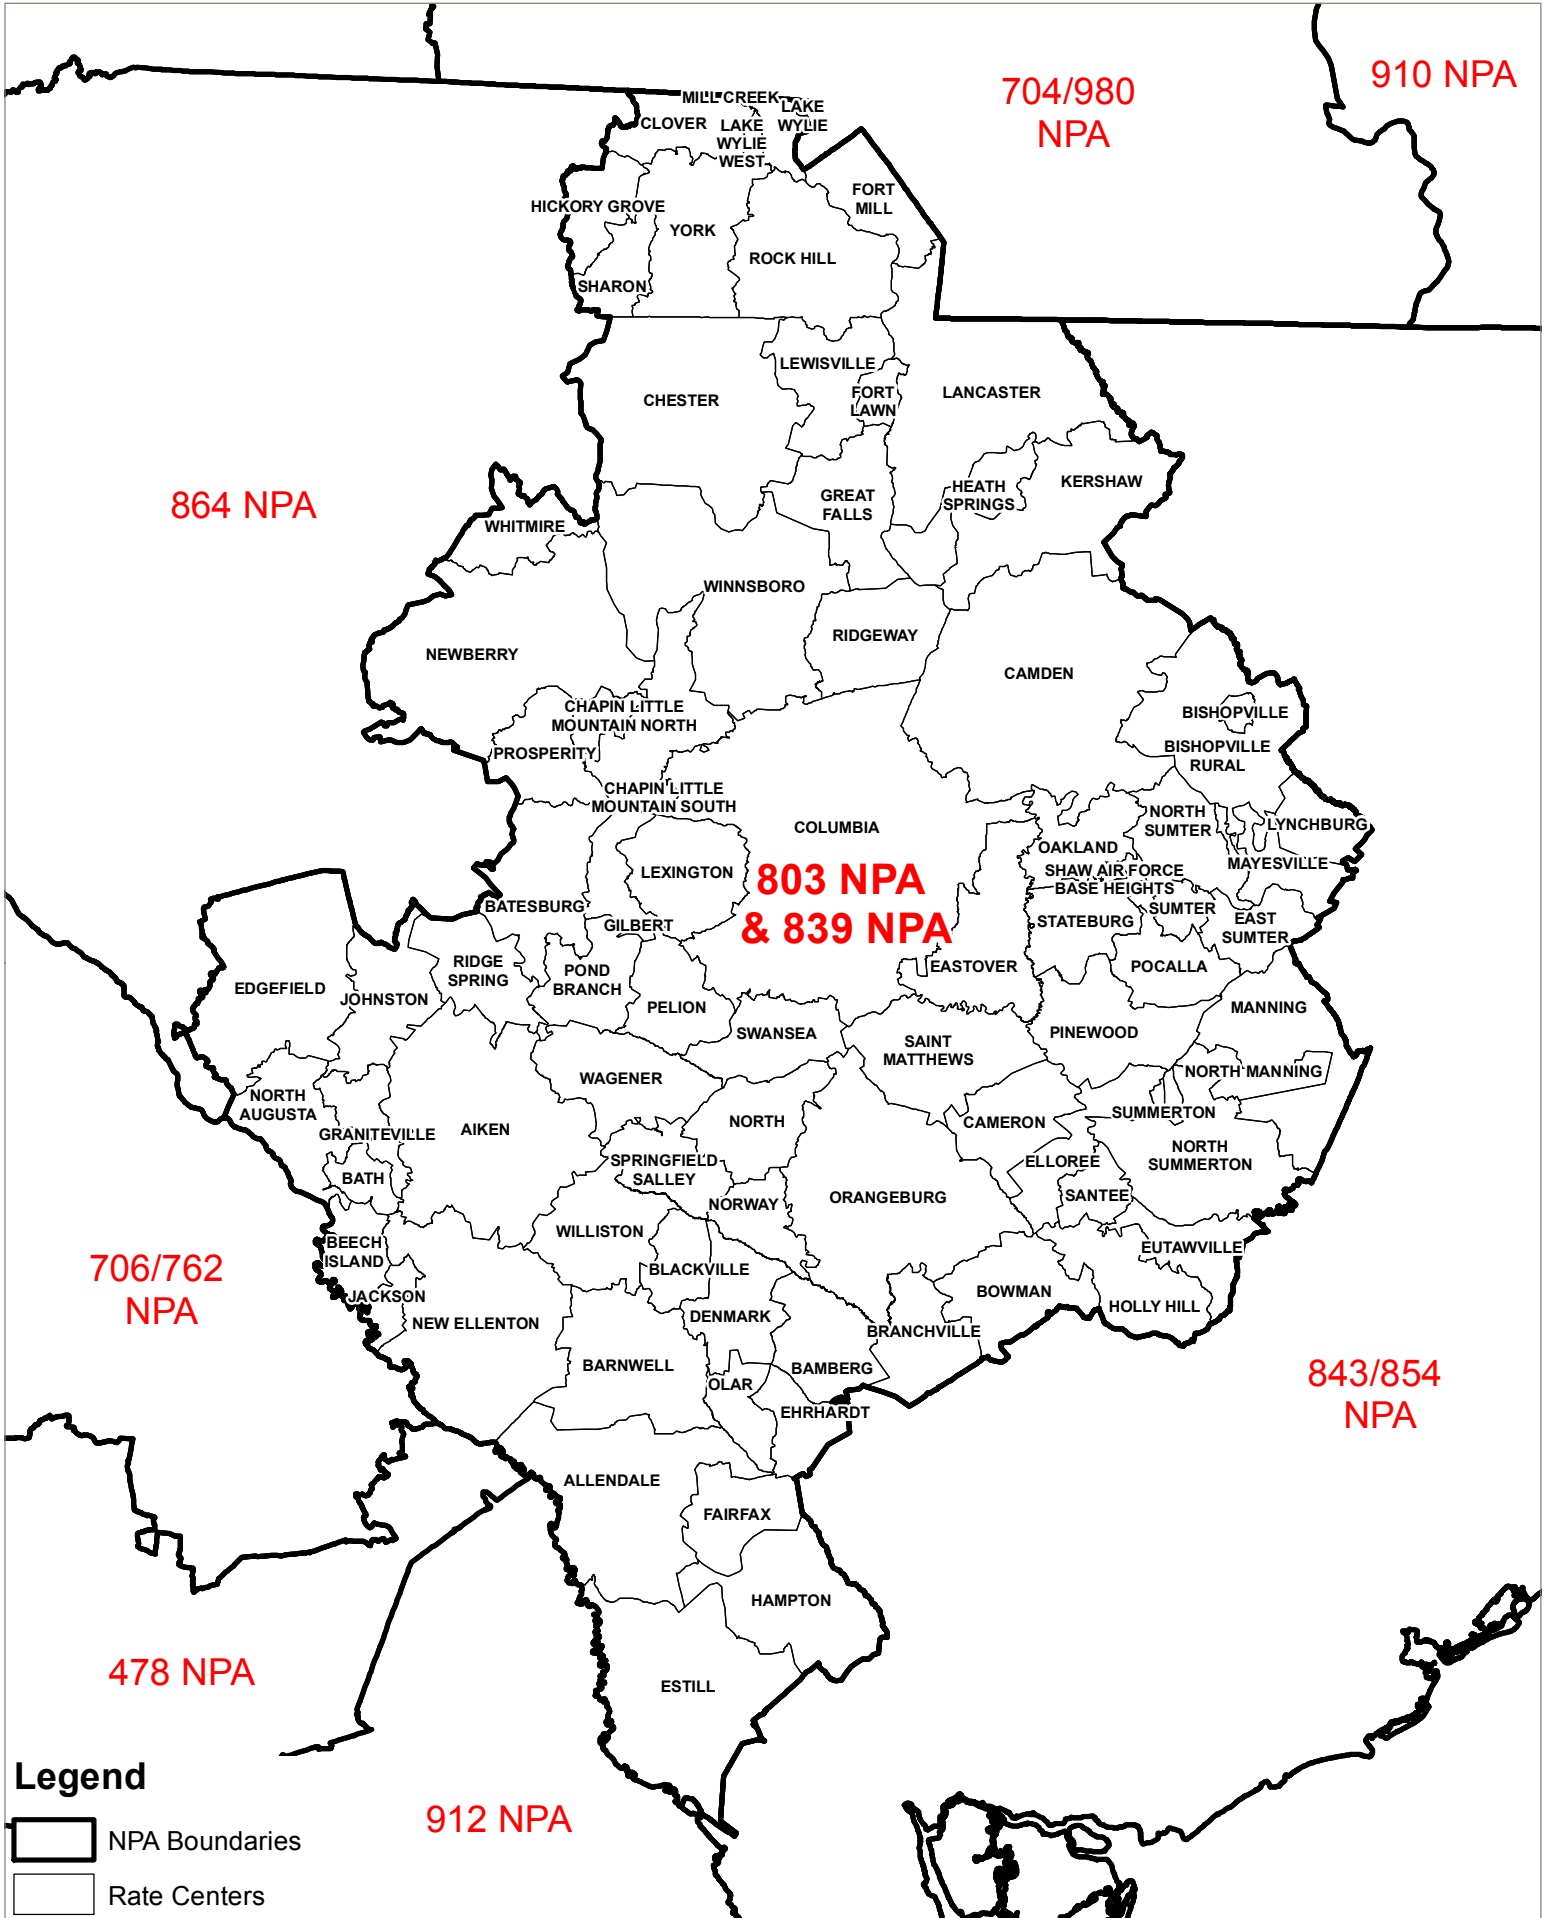 704/980
NPA
910 NPA
MILL CREEK
LAKE
WYLIE
CLOVER
LAKE
WYLIE
WEST
FORT
MILL
HICKORY GROVE
YORK
ROCK HILL
SHARON
LEWISVILLE
CHESTER
FORT
LAWN
LANCASTER
864 NPA
GREAT
FALLS
HEATH
SPRINGS
KERSHAW
WHITMIRE
WINNSBORO
RIDGEWAY
NEWBERRY
CAMDEN
CHAPIN LITTLE
MOUNTAIN NORTH
BISHOPVILLE
PROSPERITY
BISHOPVILLE
RURAL
CHAPIN LITTLE
MOUNTAIN SOUTH
COLUMBIA
NORTH
SUMTER
LYNCHBURG
OAKLAND
MAYESVILLE
LEXINGTON
803 NPA
& 839 NPA
SHAW AIR FORCE
BASE HEIGHTS
BATESBURG
GILBERT
STATEBURG
SUMTER
EAST
SUMTER
RIDGE
SPRING
POND
BRANCH
EASTOVER
POCALLA
EDGEFIELD
JOHNSTON
PELION
MANNING
SWANSEA
SAINT
MATTHEWS
PINEWOOD
WAGENER
NORTH MANNING
NORTH
AUGUSTA
GRANITEVILLE
AIKEN
NORTH
CAMERON
SUMMERTON
NORTH
SUMMERTON
BATH
SPRINGFIELD
SALLEY
ELLOREE
NORWAY
ORANGEBURG
SANTEE
WILLISTON
BEECH
ISLAND
BLACKVILLE
EUTAWVILLE
706/762
NPA
JACKSON
NEW ELLENTON
DENMARK
BOWMAN
HOLLY HILL
BRANCHVILLE
BARNWELL
BAMBERG
OLAR
EHRHARDT
843/854
NPA
ALLENDALE
FAIRFAX
HAMPTON
478 NPA
ESTILL
Legend
912 NPA
NPA Boundaries
Rate Centers